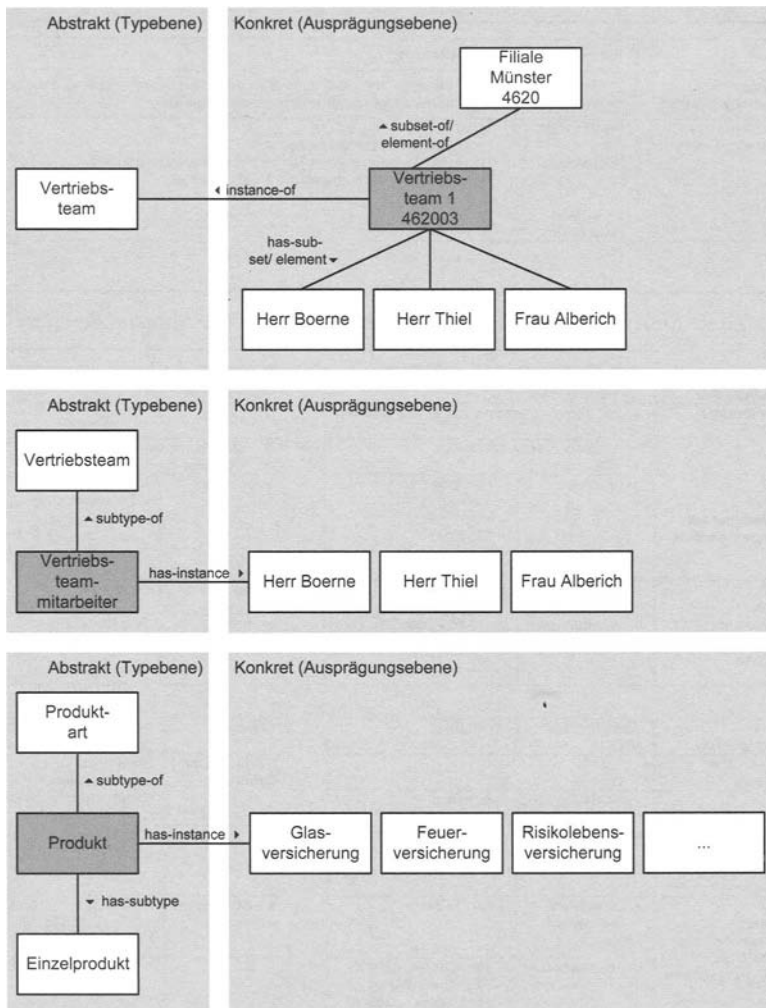 Abstrakt (Typebene)
Konkret (Ausprägungsebene)
Filiale
Münster
4620
subset-of/
element-of
Vertriebs-
team
instance-of
Vertriebs-
team 1
462003
has-sub-
set/ element
Herr Boerne
Herr Thiel
Frau Alberich
Abstrakt (Typebene)
Konkret (Ausprägungsebene)
Vertriebsteam
subtype-of
Vertriebs-
team-
mitarbeiter
has-instance
Herr Boerne
Herr Thiel
Frau Alberich
Abstrakt (Typebene)
Konkret (Ausprägungsebene)
Produkt-
art
subtype-of
Produkt
has-instance
Glas-
versicherung
Feuer-
versicherung
Risikolebens-
versicherung
...
has-subtype
Einzelprodukt